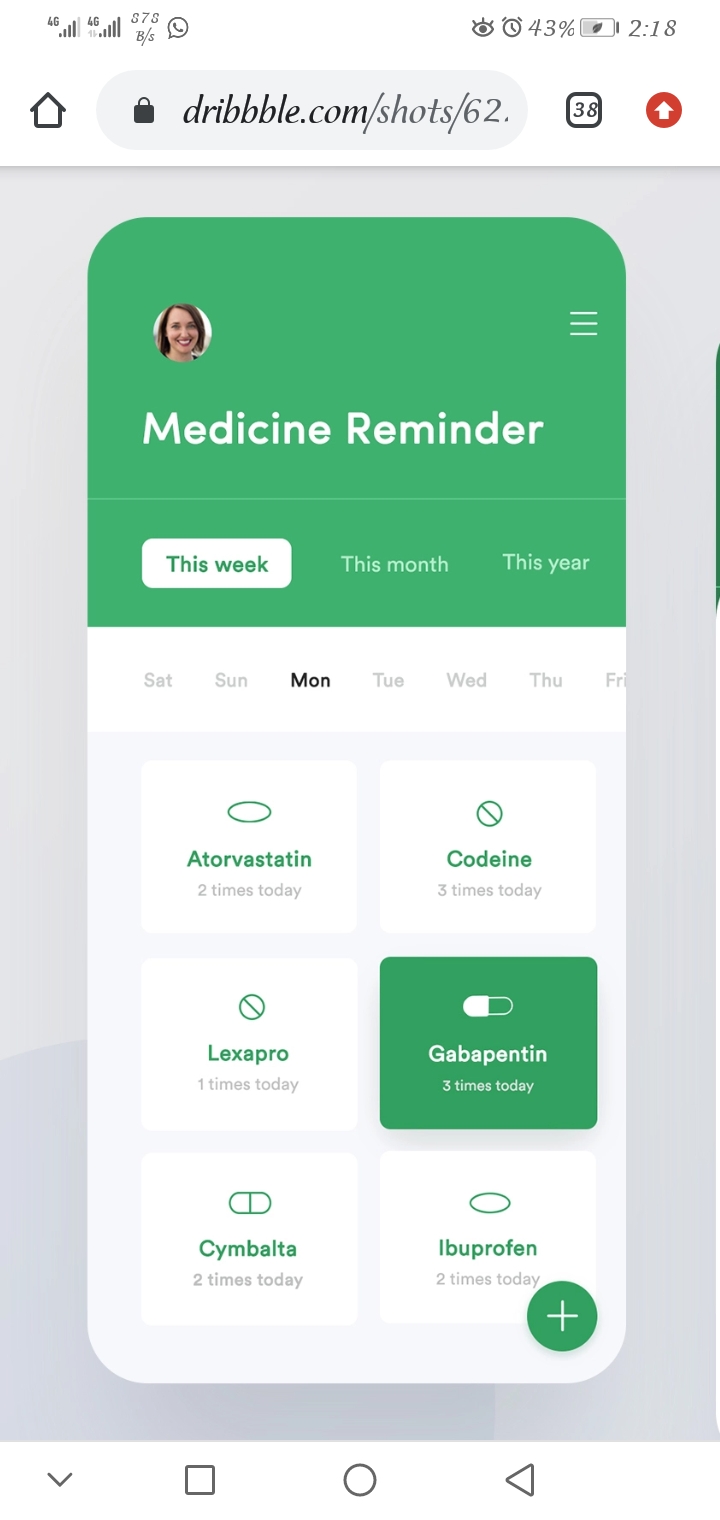 4G 4G 878 B/s 43% 2:18
dribbble.com/shots/62.
38
Medicine Reminder
This week This month This year
Sat Sun Mon Tue Wed Thu Fri
Atorvastatin
2 times today
Codeine
3 times today
Lexapro
1 times today
Gabapentin
3 times today
Cymbalta
2 times today
Ibuprofen
2 times today